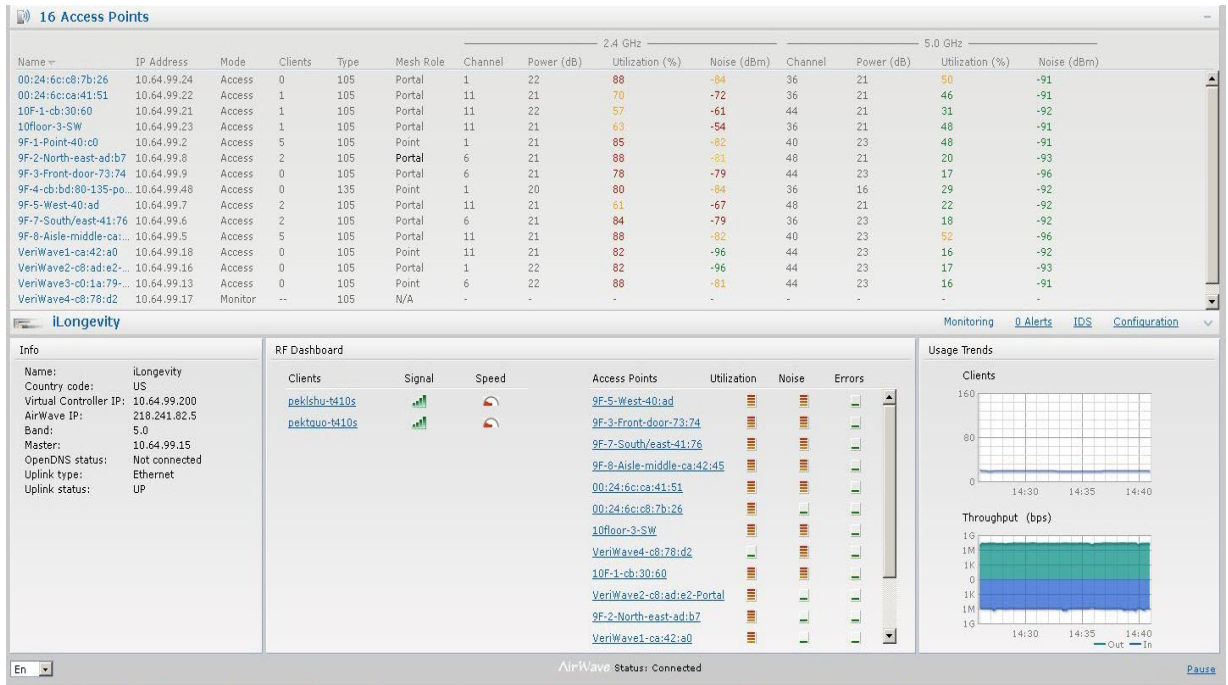 16 Access Points
2.4 GHz 5.0 GHz
Name IP Address Mode Clients Type Mesh Role Channel Power (dB) Utilization (%) Noise (dBm) Channel Power (dB) Utilization (%) Noise (dBm)
00:24:6c:c8:7b:26 10.64.99.24 Access 0 105 Portal 1 22 88 -84 36 21 50 -91
00:24:6c:ca:41:51 10.64.99.22 Access 1 105 Portal 11 21 70 -72 36 21 46 -91
10F-1-cb:30:60 10.64.99.21 Access 1 105 Portal 11 22 57 -61 44 21 31 -92
10floor-3-SW 10.64.99.23 Access 1 105 Portal 11 21 63 -54 36 21 48 -91
9F-1-Point-40:c0 10.64.99.2 Access 5 105 Point 1 21 85 -82 40 23 48 -91
9F-2-North-east-ad:b7 10.64.99.8 Access 2 105 Portal 6 21 88 -81 48 21 20 -93
9F-3-Front-door-73:74 10.64.99.9 Access 0 105 Portal 6 21 78 -79 44 23 17 -96
9F-4-cb:bd:80-135-po... 10.64.99.48 Access 0 135 Point 1 20 80 -84 36 16 29 -92
9F-5-West-40:ad 10.64.99.7 Access 2 105 Portal 11 21 61 -67 48 21 22 -92
9F-7-South/east-41:76 10.64.99.6 Access 2 105 Portal 6 21 84 -79 36 23 18 -92
9F-8-Aisle-middle-ca:... 10.64.99.5 Access 5 105 Portal 11 21 88 -82 40 23 52 -96
VeriWave1-ca:42:a0 10.64.99.18 Access 0 105 Point 11 21 82 -96 44 23 16 -92
VeriWave2-c8:ad:e2-... 10.64.99.16 Access 0 105 Portal 1 22 82 -96 44 23 17 -93
VeriWave3-c0:1a:79-... 10.64.99.13 Access 0 105 Point 6 22 88 -81 44 23 16 -91
VeriWave4-c8:78:d2 10.64.99.17 Monitor -- 105 N/A - - - - - - - -
iLongevity Monitoring 0 Alerts IDS Configuration
Info
Name: iLongevity
Country code: US
Virtual Controller IP: 10.64.99.200
AirWave IP: 218.241.82.5
Band: 5.0
Master: 10.64.99.15
OpenDNS status: Not connected
Uplink type: Ethernet
Uplink status: UP
RF Dashboard
Clients Signal Speed
peklshu-t410s
pektquo-t410s
Access Points Utilization Noise Errors
9F-5-West-40:ad
9F-3-Front-door-73:74
9F-7-South/east-41:76
9F-8-Aisle-middle-ca:42:45
00:24:6c:ca:41:51
00:24:6c:c8:7b:26
10floor-3-SW
VeriWave4-c8:78:d2
10F-1-cb:30:60
VeriWave2-c8:ad:e2-Portal
9F-2-North-east-ad:b7
VeriWave1-ca:42:a0
Usage Trends
Clients
160
80
0
14:30 14:35 14:40
Throughput (bps)
1G
1M
1K
0
1K
1M
1G
14:30 14:35 14:40
Out In
En AirWave Status: Connected Pause